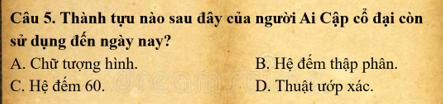 Câu 5. Thành tựu nào sau đây của người Ai Cập cổ đại còn
sử dụng đến ngày nay?
A. Chữ tượng hình. B. Hệ đếm thập phân.
C. Hệ đếm 60. D. Thuật ướp xác.